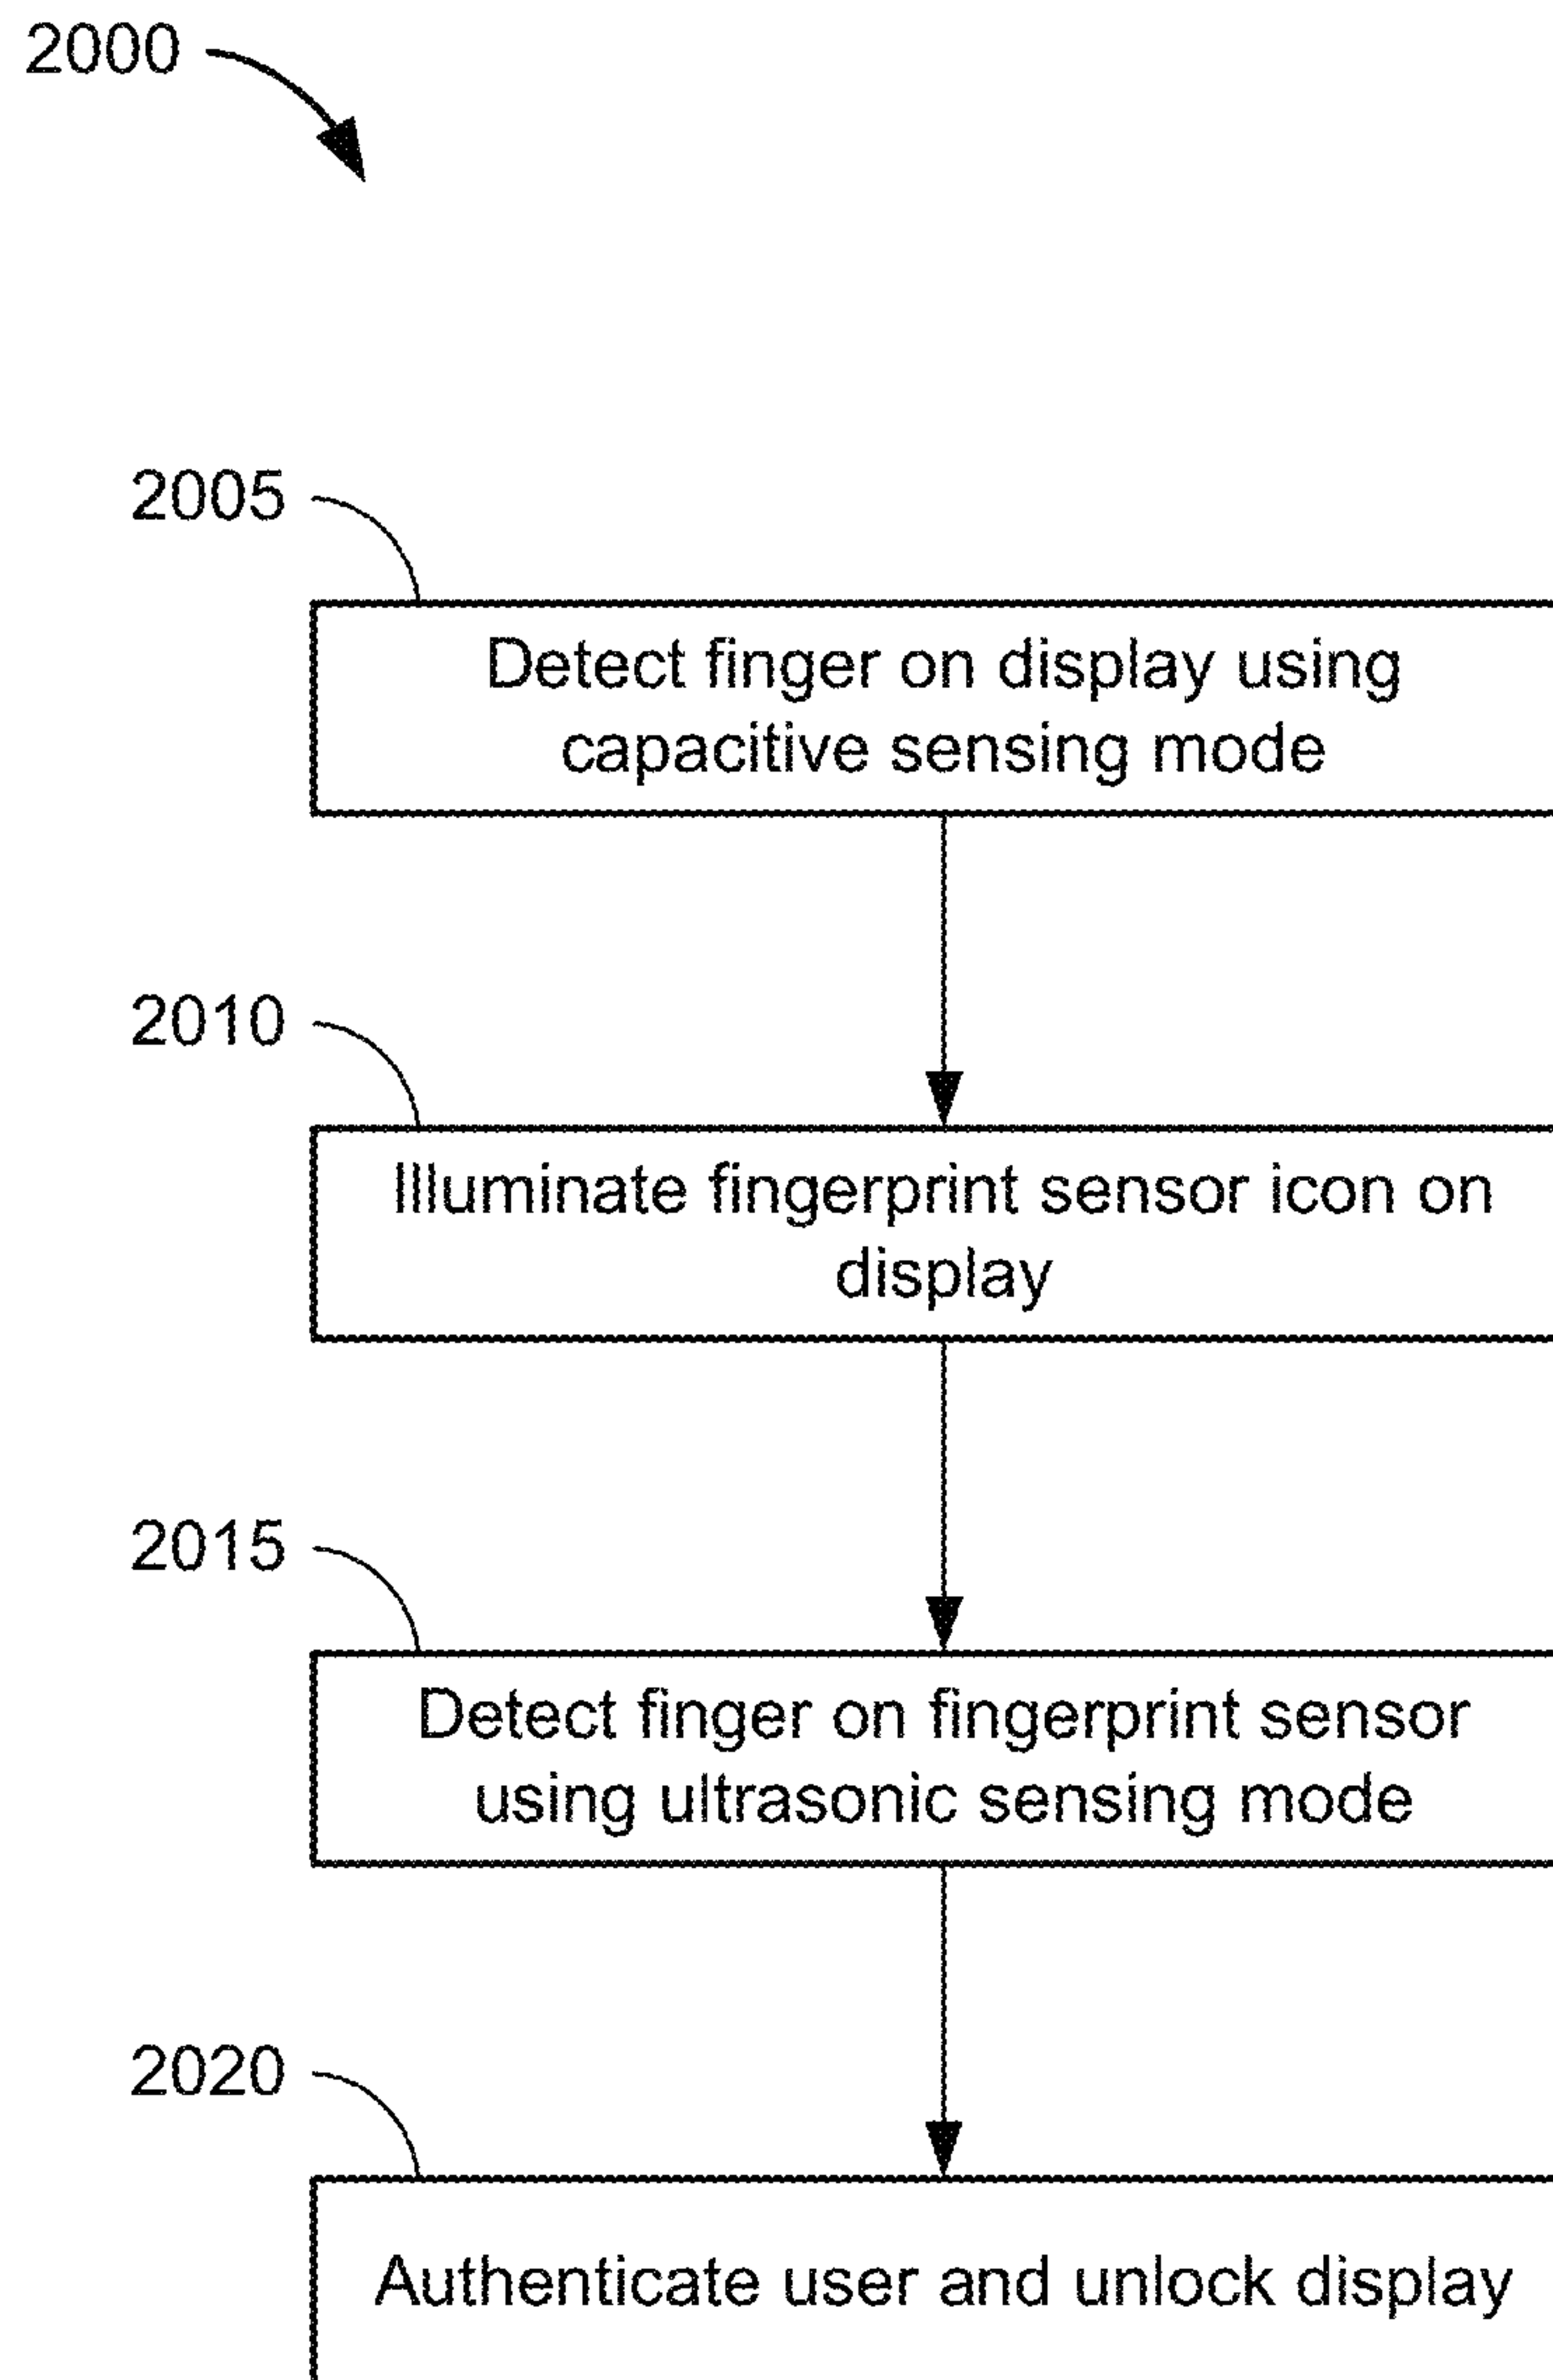 2000
2005
Detect finger on display using
capacitive sensing mode
2010
Illuminate fingerprint sensor icon on
display
2015
Detect finger on fingerprint sensor
using ultrasonic sensing mode
2020
Authenticate user and unlock display